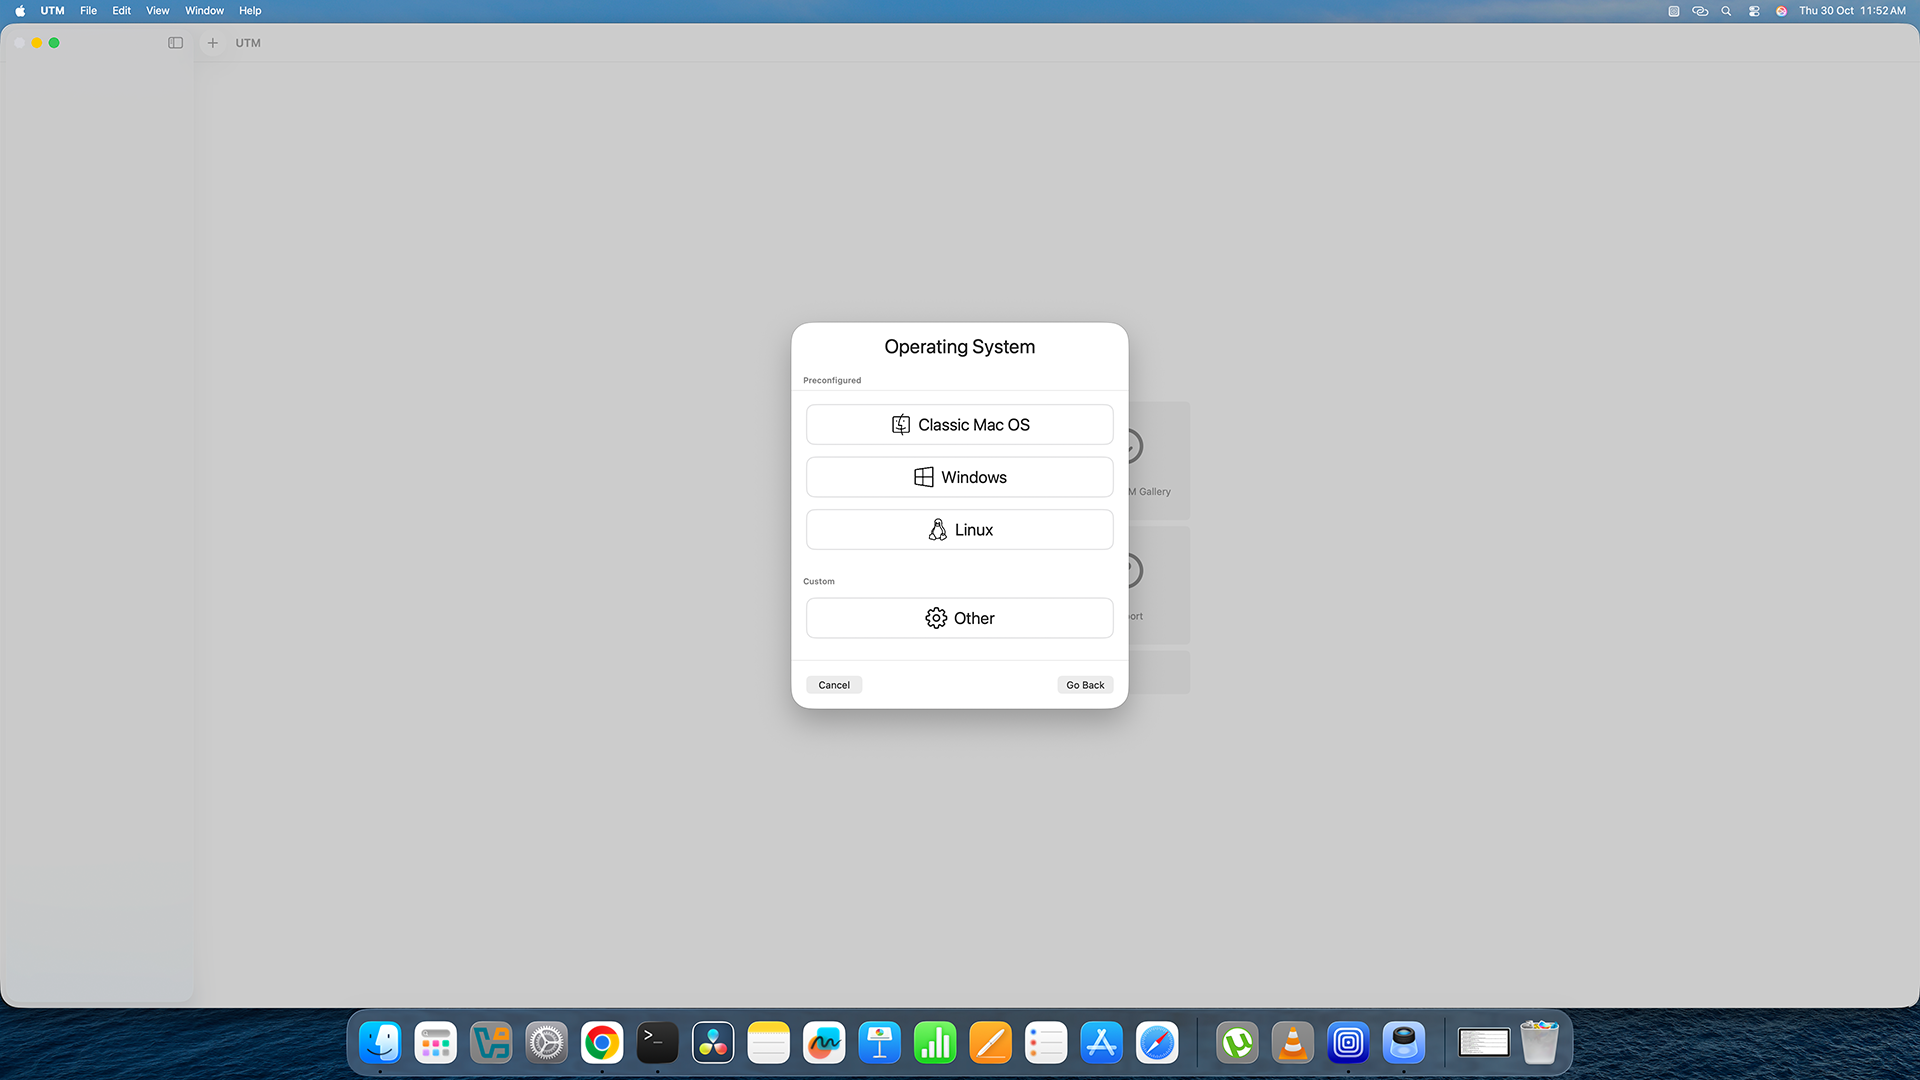 UTM File Edit View Window Help Thu 30 Oct 11:52 AM
UTM
Operating System
Preconfigured
Classic Mac OS
Windows
M Gallery
Linux
Custom
Other
ort
Cancel Go Back